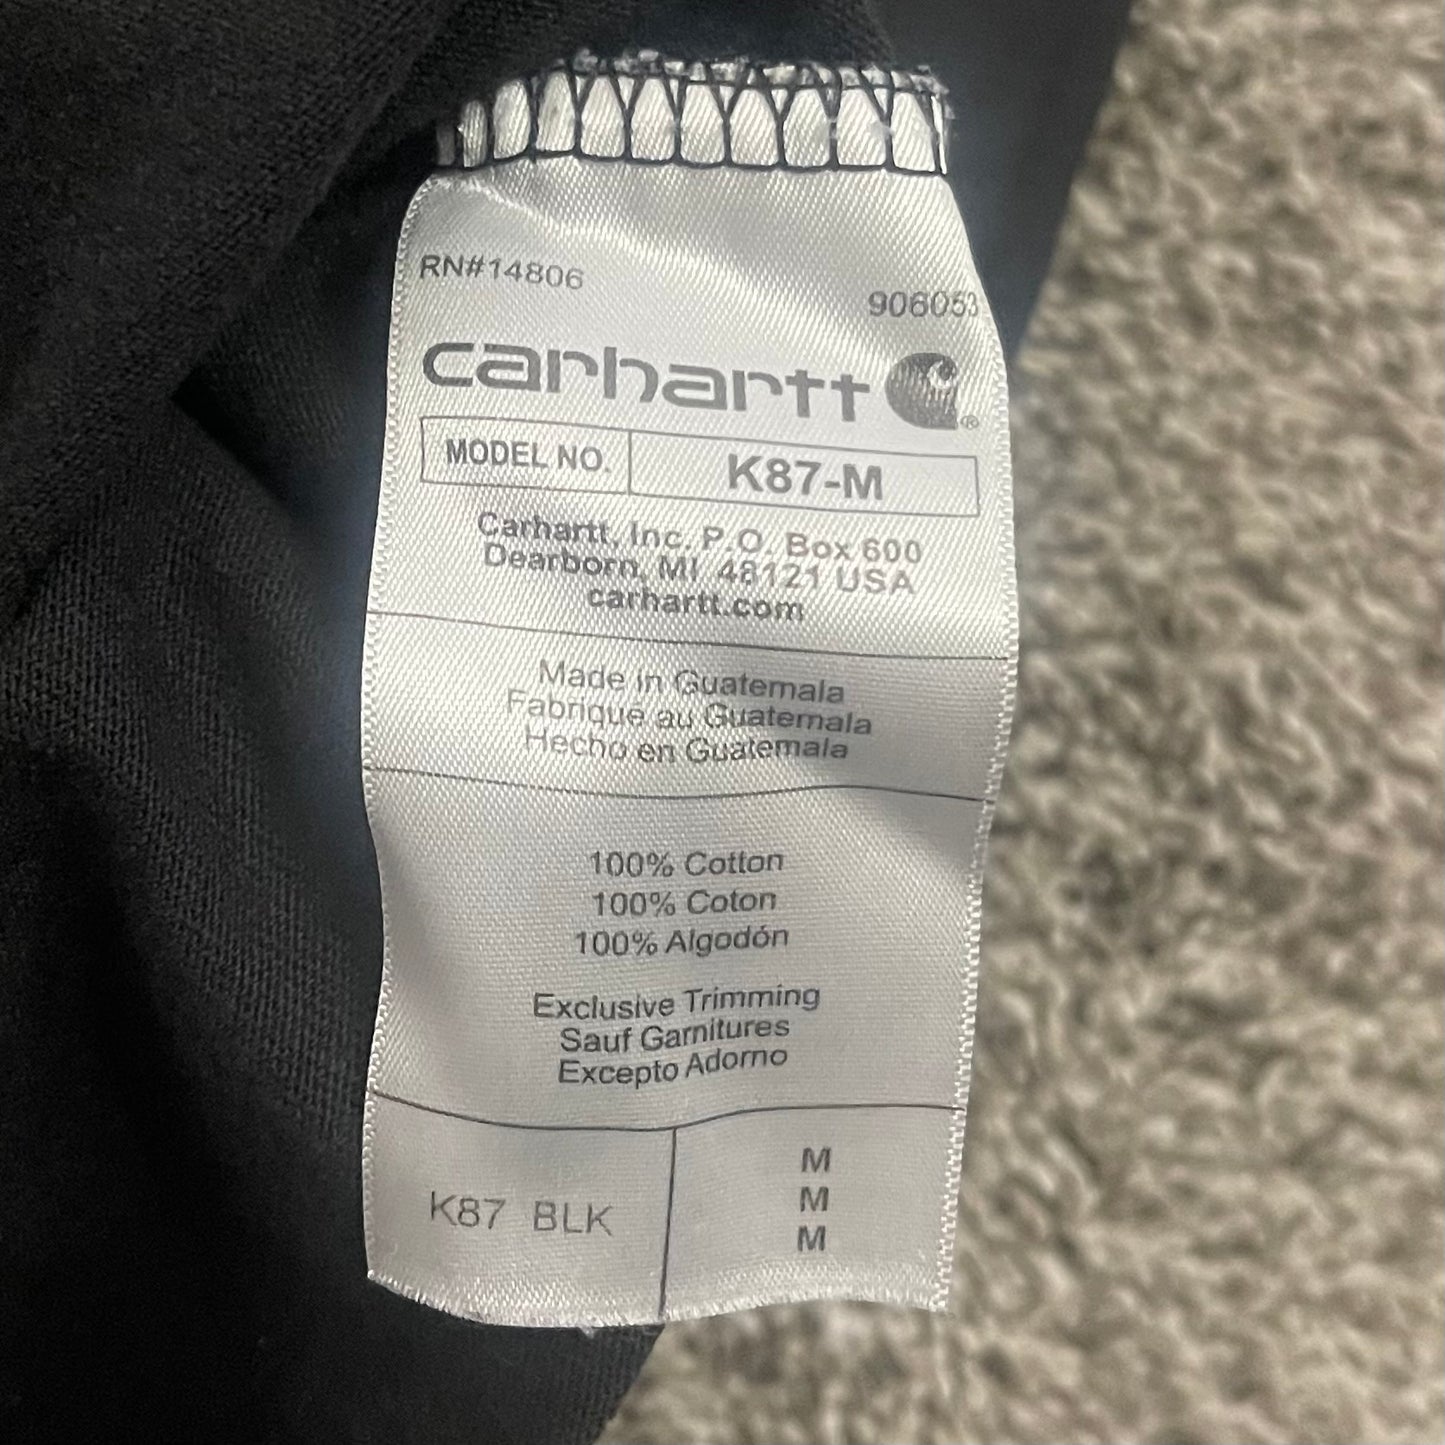 RN#14806
906053
carhartt ®
MODEL NO. K87-M
Carhartt, Inc. P.O. Box 600
Dearborn, MI 48121 USA
carhartt.com
Made in Guatemala
Fabrique au Guatemala
Hecho en Guatemala
100% Cotton
100% Coton
100% Algodón
Exclusive Trimming
Sauf Garnitures
Excepto Adorno
K87 BLK
M
M
M